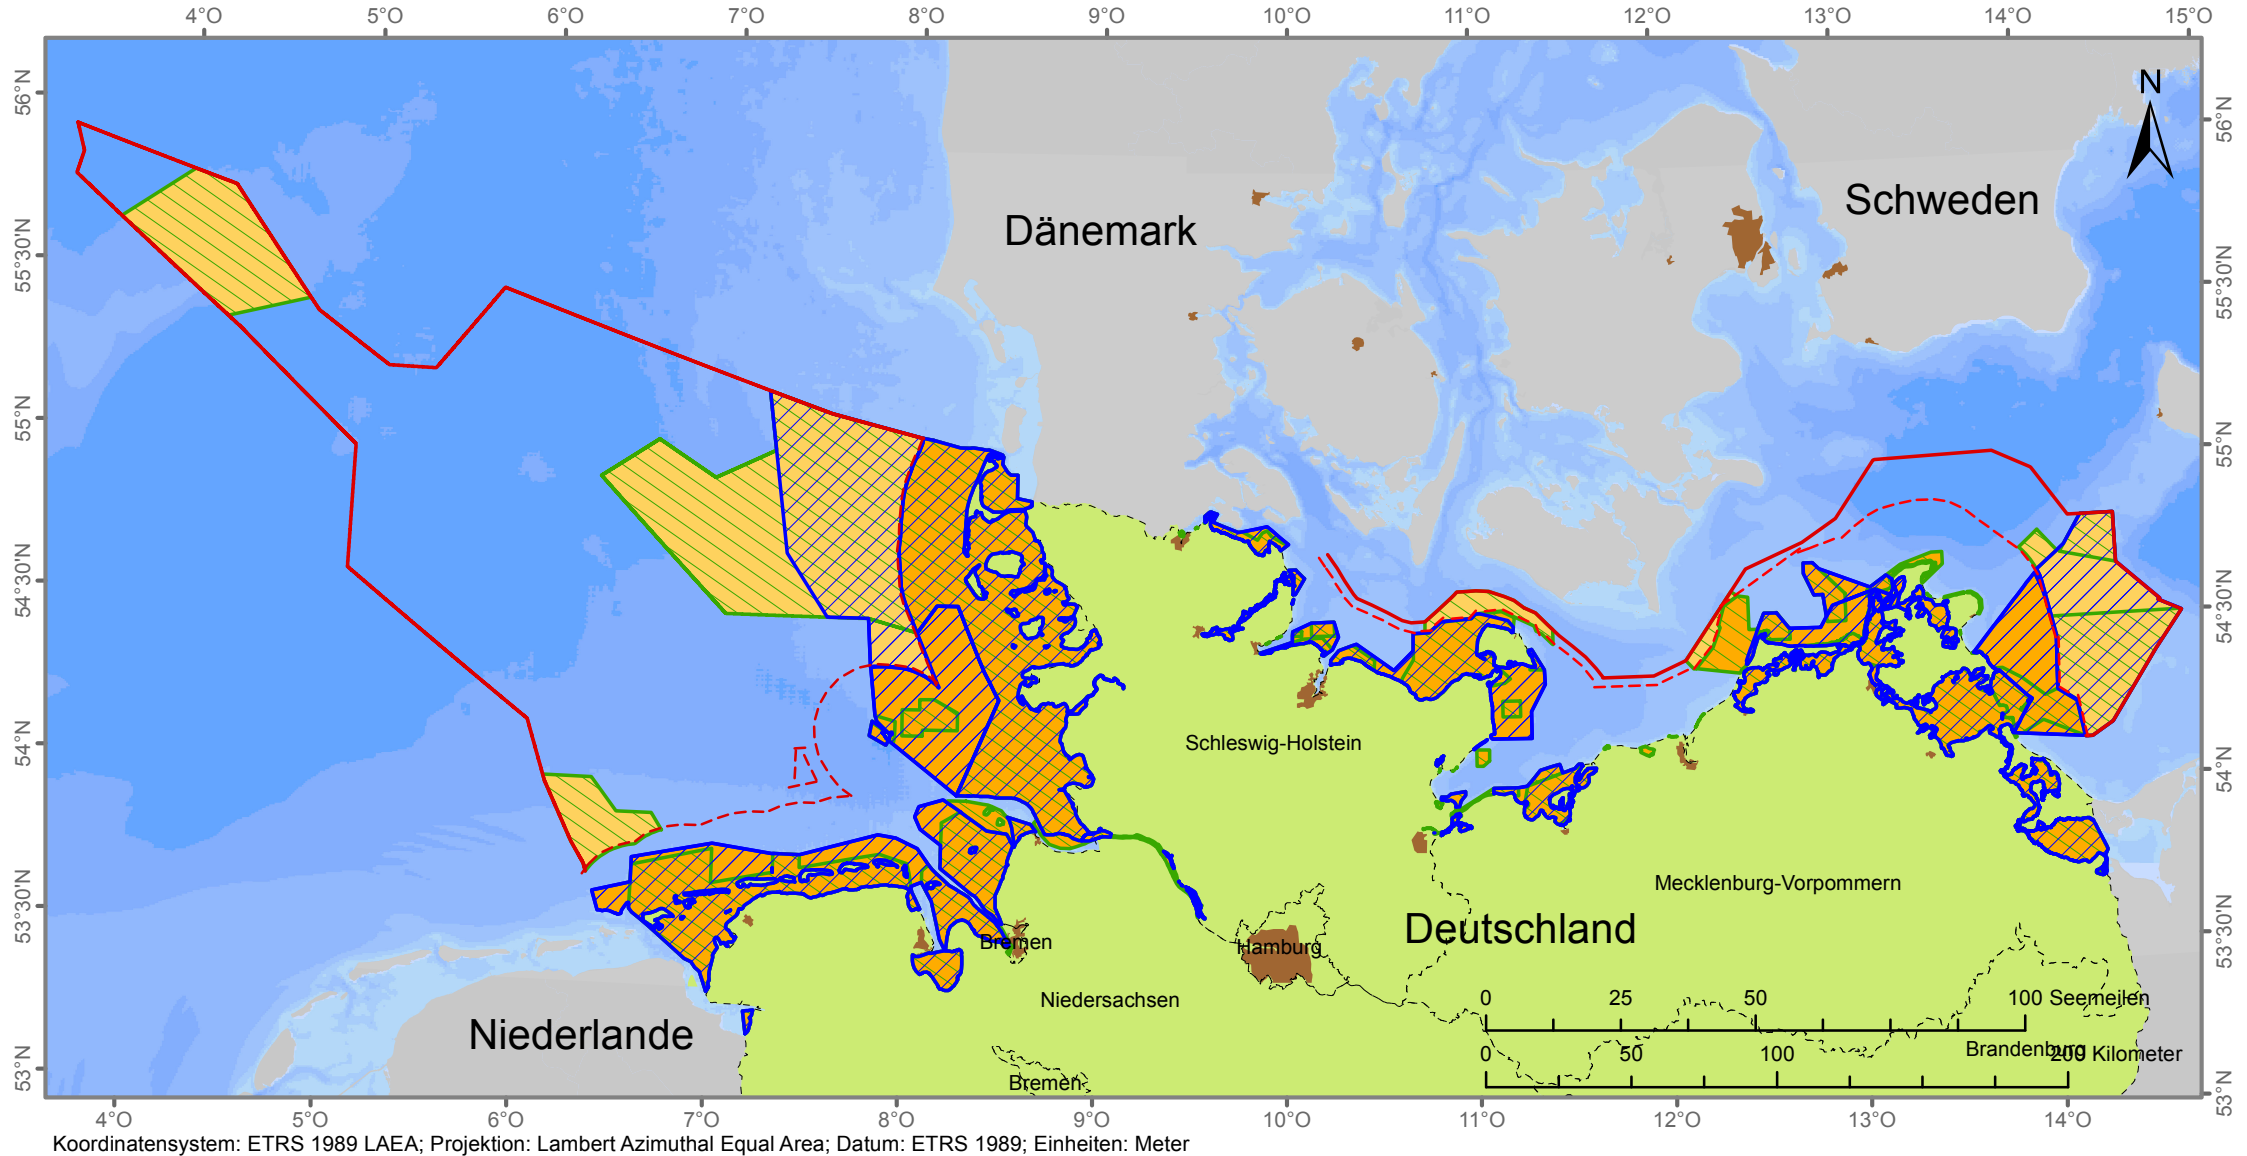 4°O 5°O 6°O 7°O 8°O 9°O 10°O 11°O 12°O 13°O 14°O 15°O
56°N
56°N
N
Schweden
Dänemark
55°30'N
55°30'N
55°N
55°N
54°30'N
54°30'N
Schleswig-Holstein
54°N
54°N
Mecklenburg-Vorpommern
53°30'N
53°30'N
Deutschland
Bremen
Hamburg
Niedersachsen
0 25 50 100 Seemeilen
Niederlande
0 50 100 200 Kilometer
Brandenburg
Bremen
53°N
53°N
4°O 5°O 6°O 7°O 8°O 9°O 10°O 11°O 12°O 13°O 14°O
Koordinatensystem: ETRS 1989 LAEA; Projektion: Lambert Azimuthal Equal Area; Datum: ETRS 1989; Einheiten: Meter